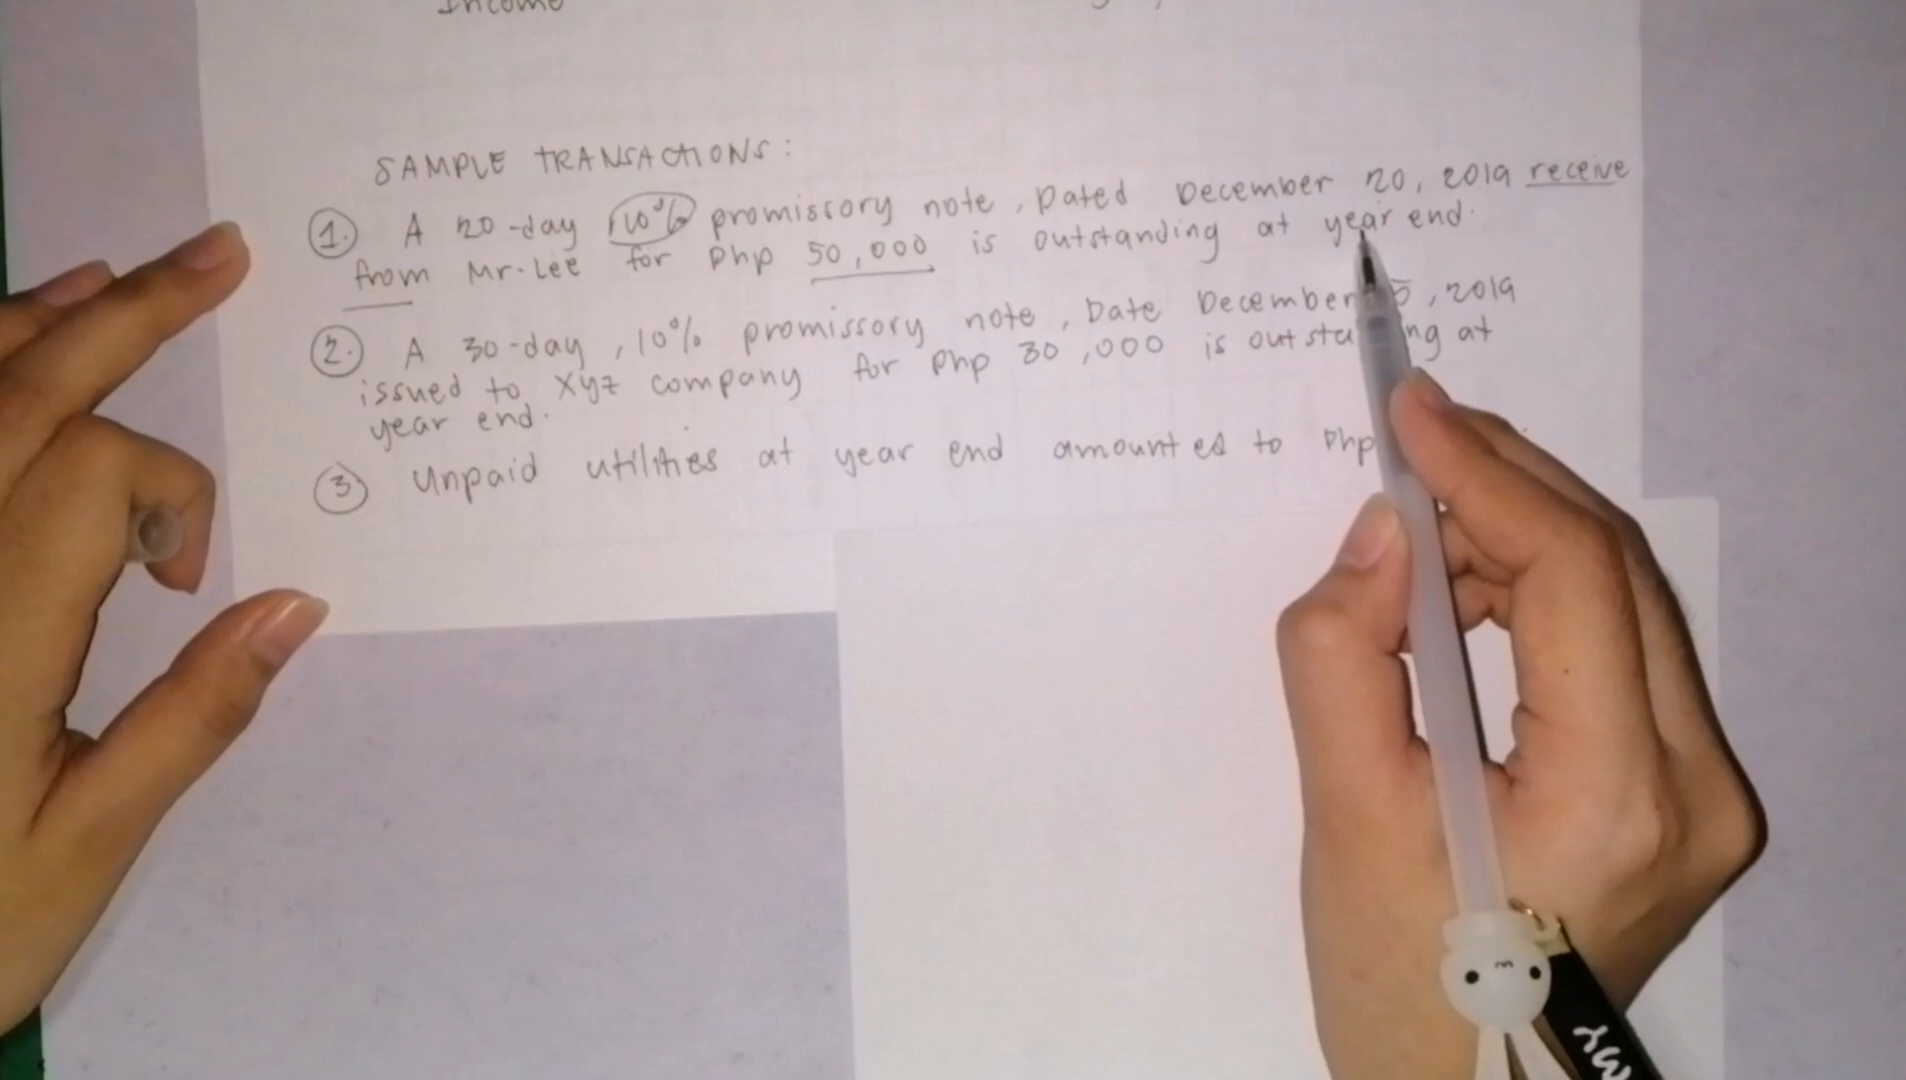 Income
SAMPLE TRANSACTIONS:
1. A 20-day, 10% promissory note, Dated December 20, 2019 receive
from Mr. Lee for Php 50,000 is outstanding at year end.
2. A 30-day, 10% promissory note, Date December 5, 2019
issued to XYZ company for Php 30,000 is outsta ng at
year end.
3 Unpaid utilities at year end amounted to Php
MY